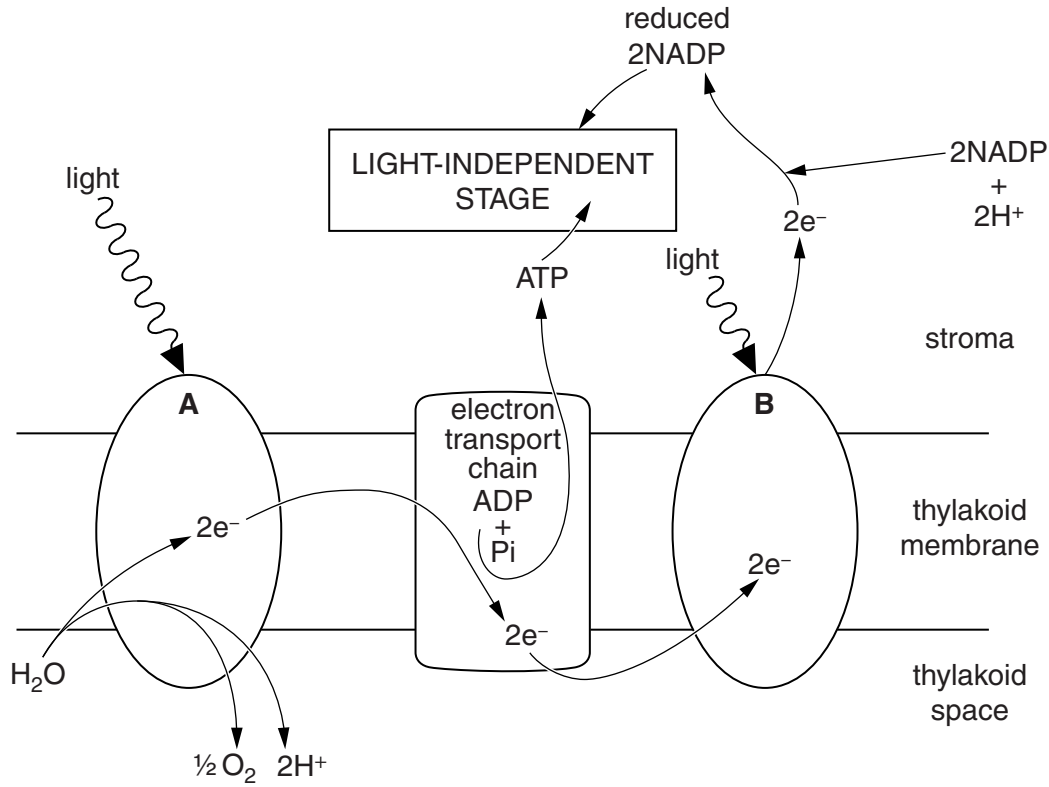 reduced
2NADP
LIGHT-INDEPENDENT
STAGE
2NADP
+
2H⁺
light
2e⁻
light
ATP
stroma
A
B
electron
transport
chain
ADP
+
Pi
2e⁻
thylakoid
membrane
2e⁻
2e⁻
H₂O
thylakoid
space
½ O₂
2H⁺